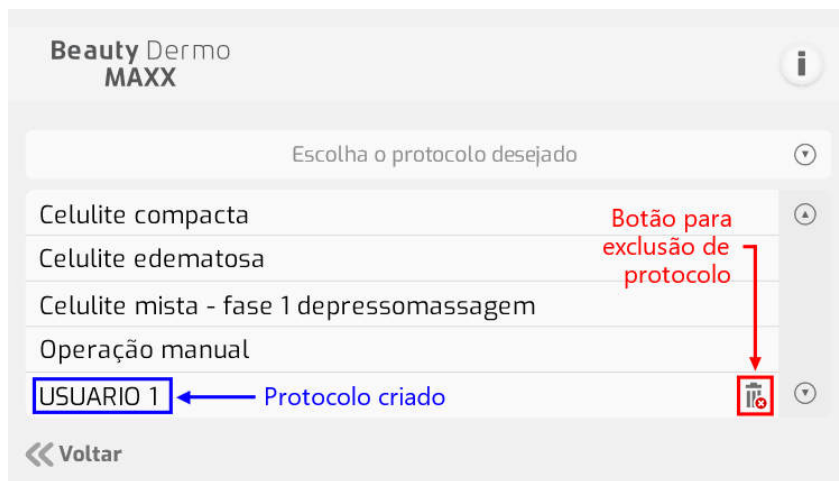 Beauty Dermo
MAXX
i
Escolha o protocolo desejado
Celulite compacta
Celulite edematosa
Celulite mista - fase 1 depressomassagem
Operação manual
USUARIO 1
Botão para
exclusão de
protocolo
Protocolo criado
Voltar